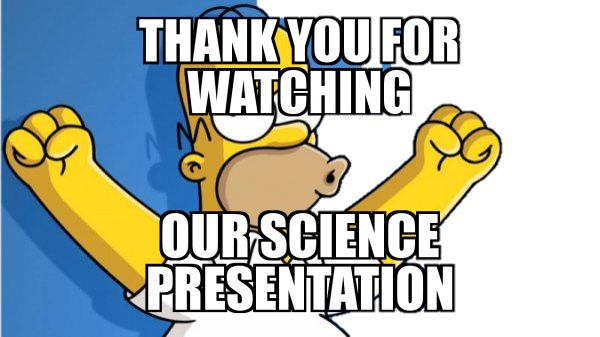 THANK YOU FOR
WATCHING
OUR SCIENCE
PRESENTATION